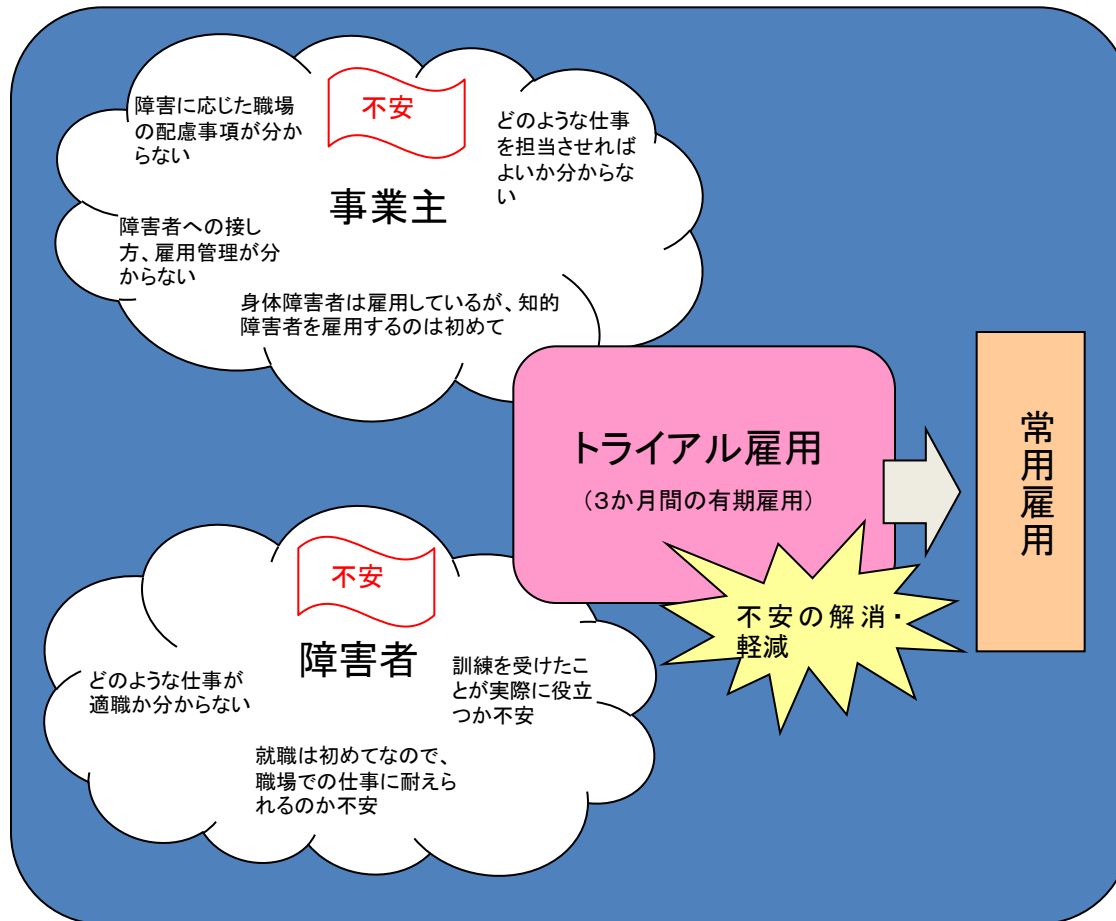 不安
障害に応じた職場
の配慮事項が分か
らない
どのような仕事
を担当させれば
よいか分からな
い
事業主
障害者への接し
方、雇用管理が分
からない
身体障害者は雇用しているが、知的
障害者を雇用するのは初めて
トライアル雇用
（３か月間の有期雇用）
常用雇用
不安の解消・
軽減
不安
障害者
どのような仕事が
適職か分からない
訓練を受けたこ
とが実際に役立
つか不安
就職は初めてなので、
職場での仕事に耐えら
れるのか不安